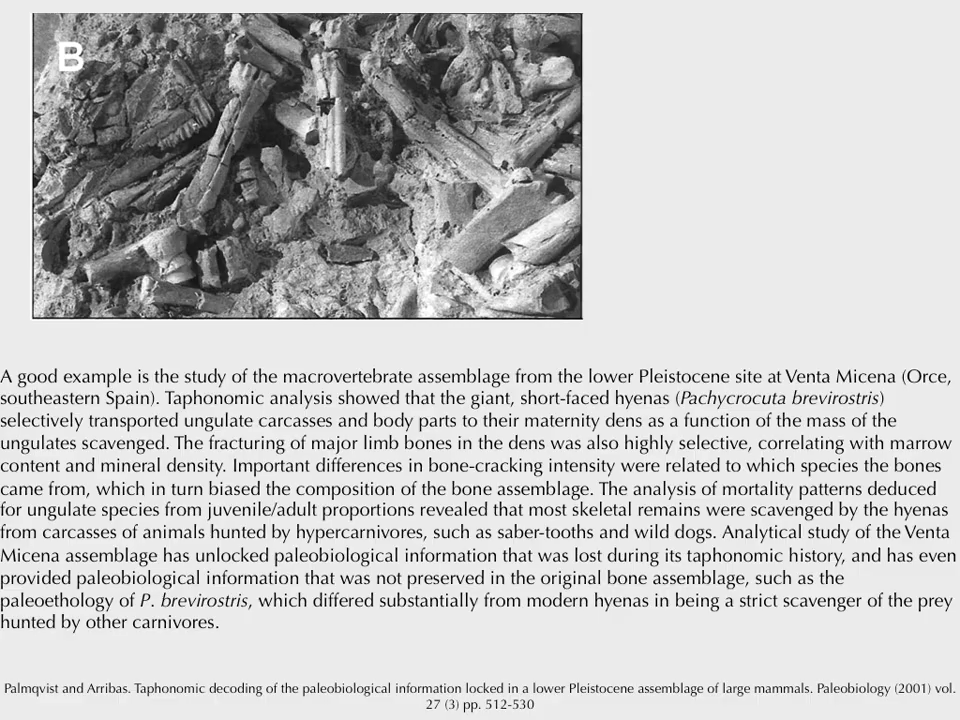 B
A good example is the study of the macrovertebrate assemblage from the lower Pleistocene site at Venta Micena (Orce,
southeastern Spain). Taphonomic analysis showed that the giant, short-faced hyenas (Pachycrocuta brevirostris)
selectively transported ungulate carcasses and body parts to their maternity dens as a function of the mass of the
ungulates scavenged. The fracturing of major limb bones in the dens was also highly selective, correlating with marrow
content and mineral density. Important differences in bone-cracking intensity were related to which species the bones
came from, which in turn biased the composition of the bone assemblage. The analysis of mortality patterns deduced
for ungulate species from juvenile/adult proportions revealed that most skeletal remains were scavenged by the hyenas
from carcasses of animals hunted by hypercarnivores, such as saber-tooths and wild dogs. Analytical study of the Venta
Micena assemblage has unlocked paleobiological information that was lost during its taphonomic history, and has even
provided paleobiological information that was not preserved in the original bone assemblage, such as the
paleoethology of P. brevirostris, which differed substantially from modern hyenas in being a strict scavenger of the prey
hunted by other carnivores.
Palmqvist and Arribas. Taphonomic decoding of the paleobiological information locked in a lower Pleistocene assemblage of large mammals. Paleobiology (2001) vol.
27 (3) pp. 512-530